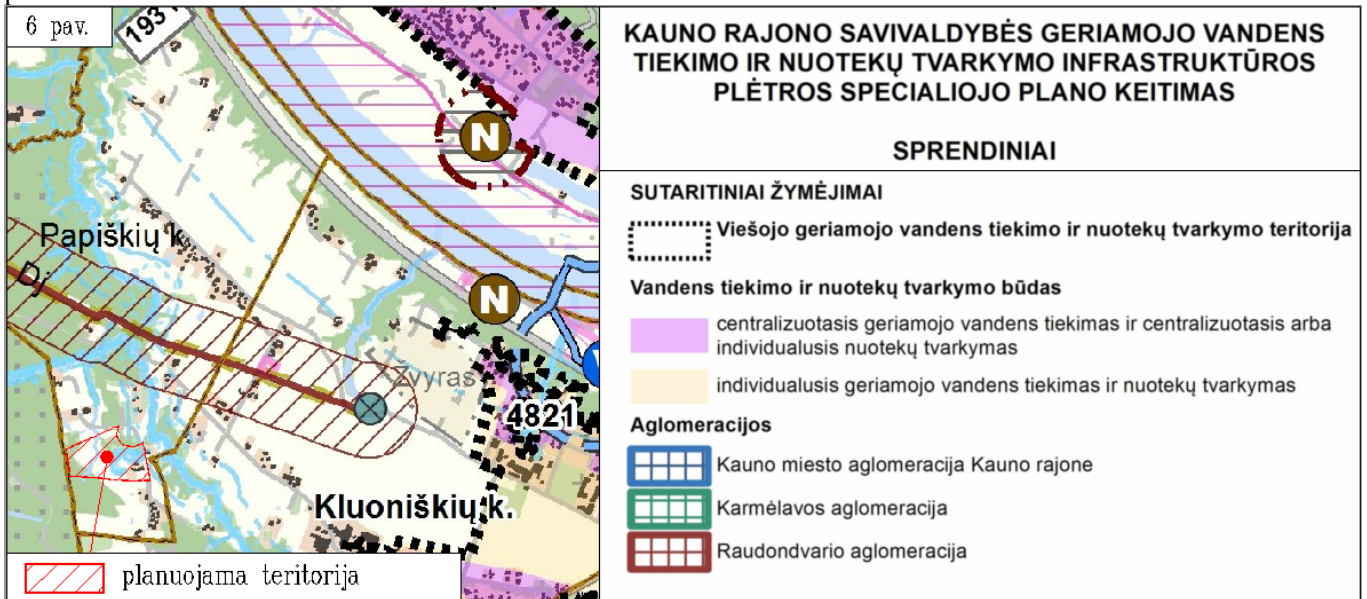 6 pav.
193
N
Papiškių k.
Dj
N
Žvyras
4821
Kluoniškių k.
planuojama teritorija
KAUNO RAJONO SAVIVALDYBĖS GERIAMOJO VANDENS
TIEKIMO IR NUOTEKŲ TVARKYMO INFRASTRUKTŪROS
PLĖTROS SPECIALIOJO PLANO KEITIMAS
SPRENDINIAI
SUTARITINIAI ŽYMĖJIMAI
Viešojo geriamojo vandens tiekimo ir nuotekų tvarkymo teritorija
Vandens tiekimo ir nuotekų tvarkymo būdas
centralizuotasis geriamojo vandens tiekimas ir centralizuotasis arba
individualusis nuotekų tvarkymas
individualusis geriamojo vandens tiekimas ir nuotekų tvarkymas
Aglomeracijos
Kauno miesto aglomeracija Kauno rajone
Karmėlavos aglomeracija
Raudondvario aglomeracija